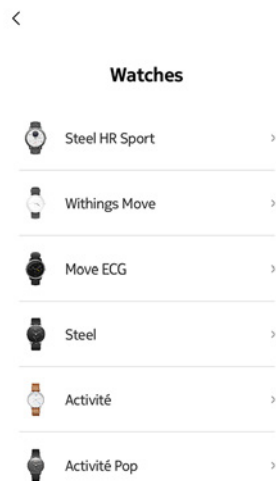 Watches
Steel HR Sport
Withings Move
Move ECG
Steel
Activité
Activité Pop